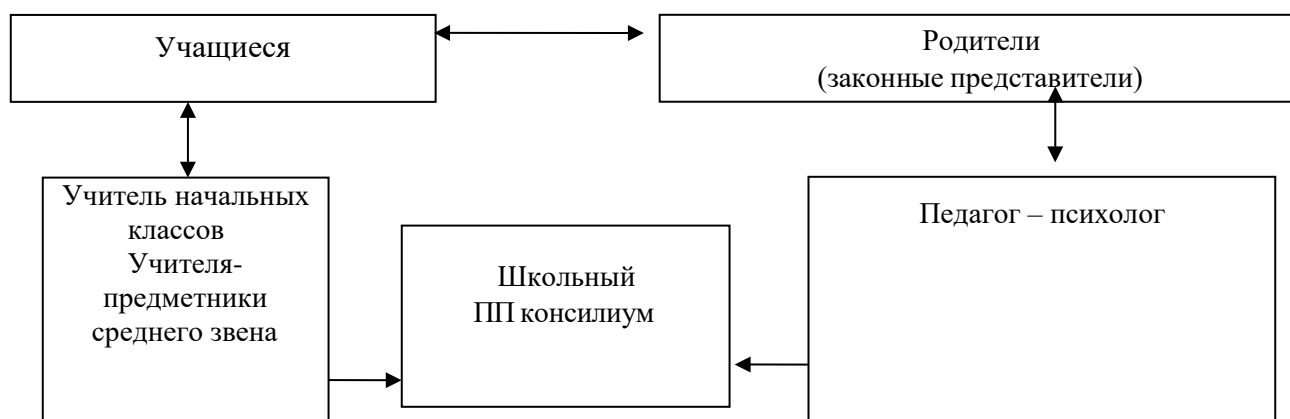 Учащиеся
Родители
(законные представители)
Учитель начальных
классов
Учителя-
предметники
среднего звена
Школьный
ПП консилиум
Педагог – психолог